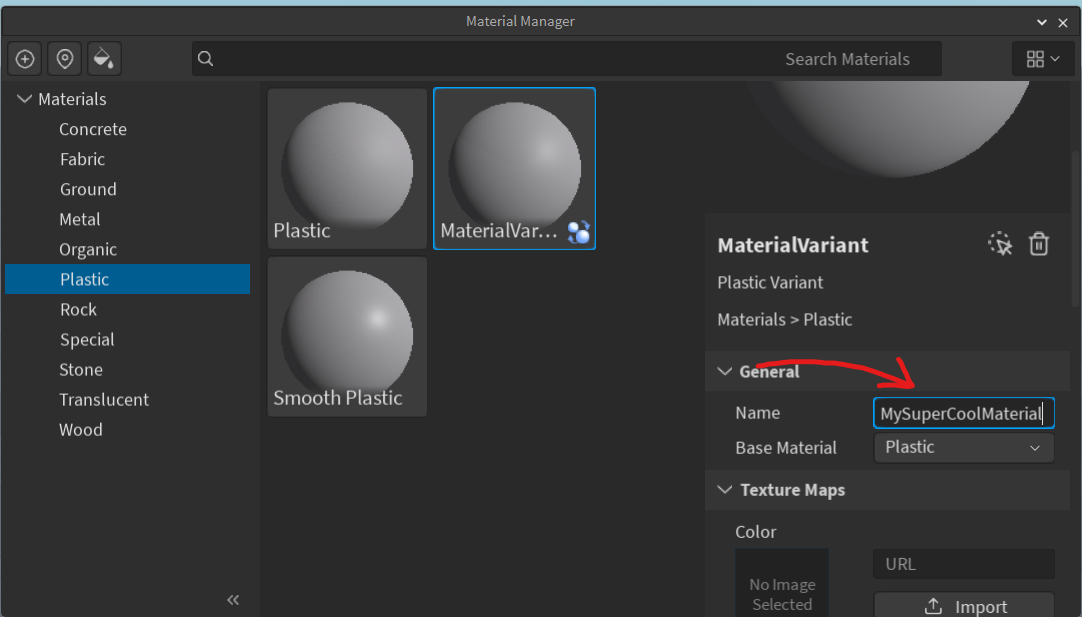 Material Manager
Search Materials
Materials
Concrete
Fabric
Ground
Metal
Organic
Plastic
Rock
Special
Stone
Translucent
Wood
Plastic
MaterialVar...
Smooth Plastic
MaterialVariant
Plastic Variant
Materials > Plastic
General
Name MySuperCoolMaterial
Base Material Plastic
Texture Maps
Color
URL
No Image
Selected
Import